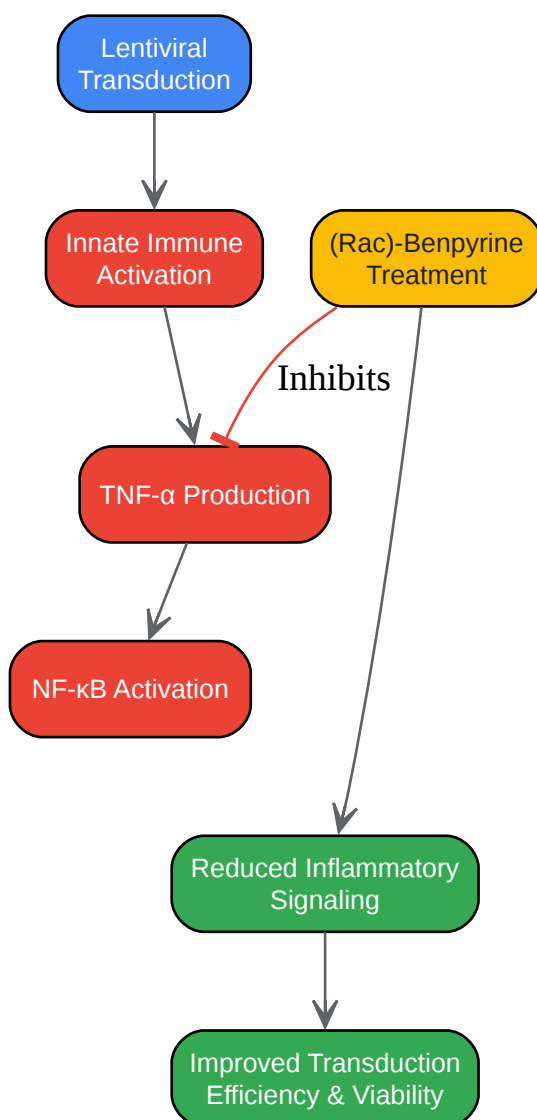 Lentiviral
Transduction
Innate Immune
Activation
(Rac)-Benpyrine
Treatment
Inhibits
TNF-α Production
NF-κB Activation
Reduced Inflammatory
Signaling
Improved Transduction
Efficiency & Viability